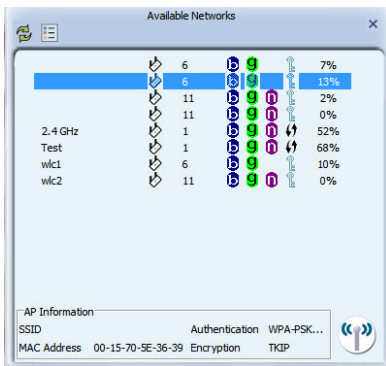 Available Networks
6 b g 7%
6 b g 13%
11 b g n 2%
11 b g n 0%
2.4 GHz 1 b g n 52%
Test 1 b g n 68%
wlc1 6 b g 10%
wlc2 11 b g n 0%
AP Information
SSID Authentication WPA-PSK...
MAC Address 00-15-70-5E-36-39 Encryption TKIP